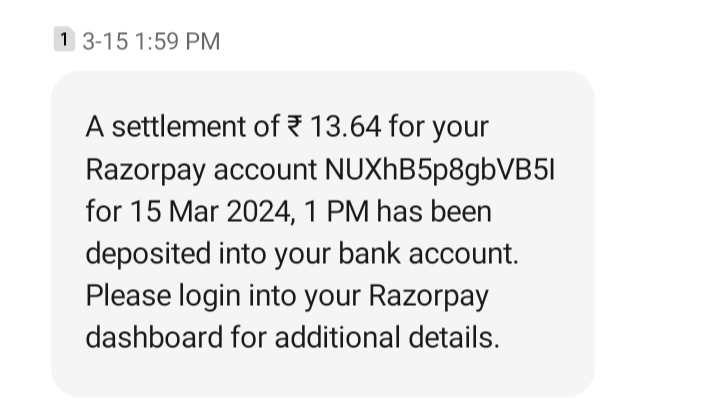 1 3-15 1:59 PM
A settlement of ₹ 13.64 for your
Razorpay account NUXhB5p8gbVB5I
for 15 Mar 2024, 1 PM has been
deposited into your bank account.
Please login into your Razorpay
dashboard for additional details.